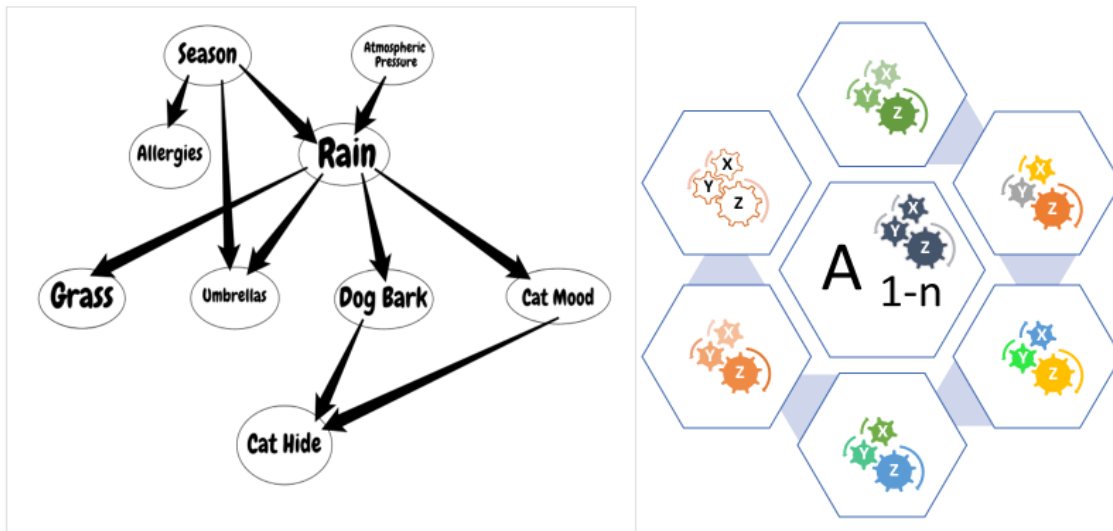 Season
Atmospheric
Pressure
Allergies
Rain
Grass
Umbrellas
Dog Bark
Cat Mood
Cat Hide
X
Y
Z
X
Y
Z
X
Y
Z
X
Y
Z
A
1-n
X
Y
Z
X
Y
Z
X
Y
Z